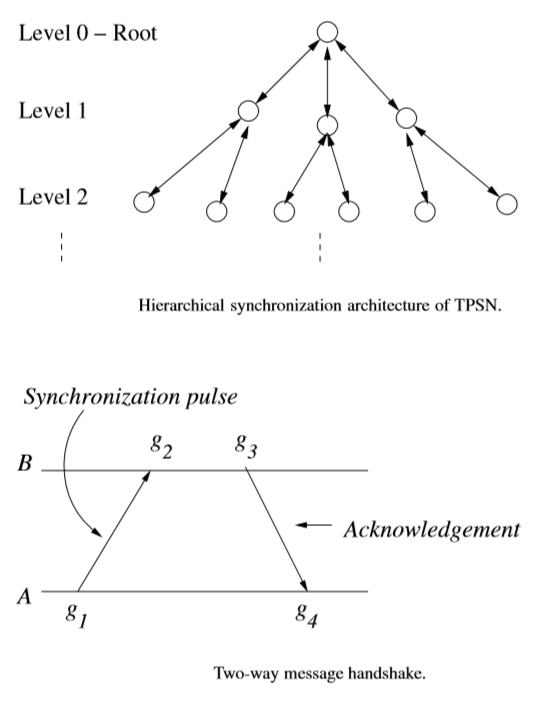 Level 0 – Root
Level 1
Level 2
Hierarchical synchronization architecture of TPSN.
Synchronization pulse
g2 g3
B
Acknowledgement
A
g1 g4
Two-way message handshake.